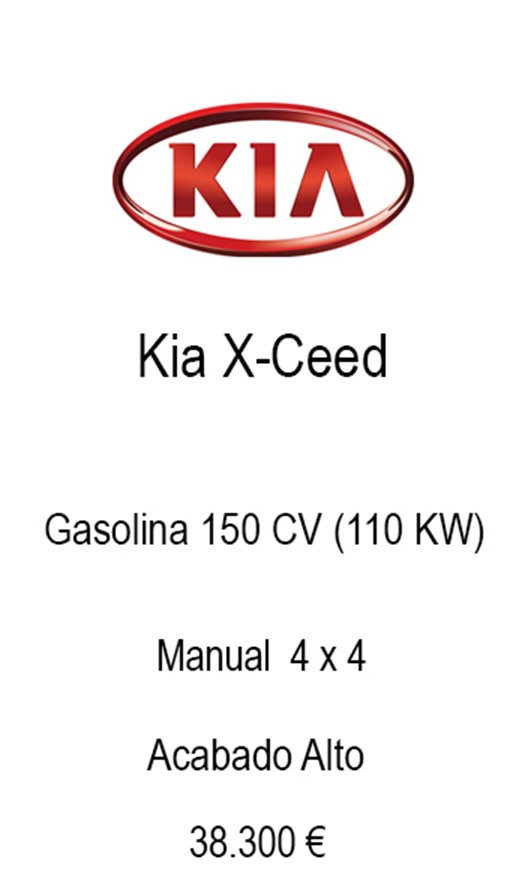 KIA
Kia X-Ceed
Gasolina 150 CV (110 KW)
Manual 4 x 4
Acabado Alto
38.300 €